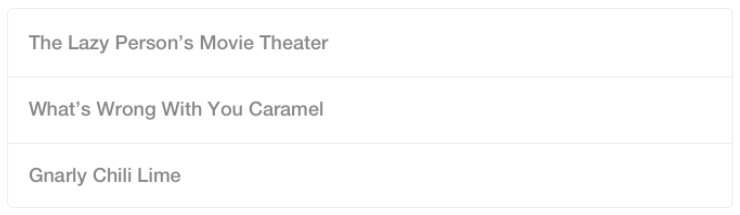 The Lazy Person’s Movie Theater
What’s Wrong With You Caramel
Gnarly Chili Lime